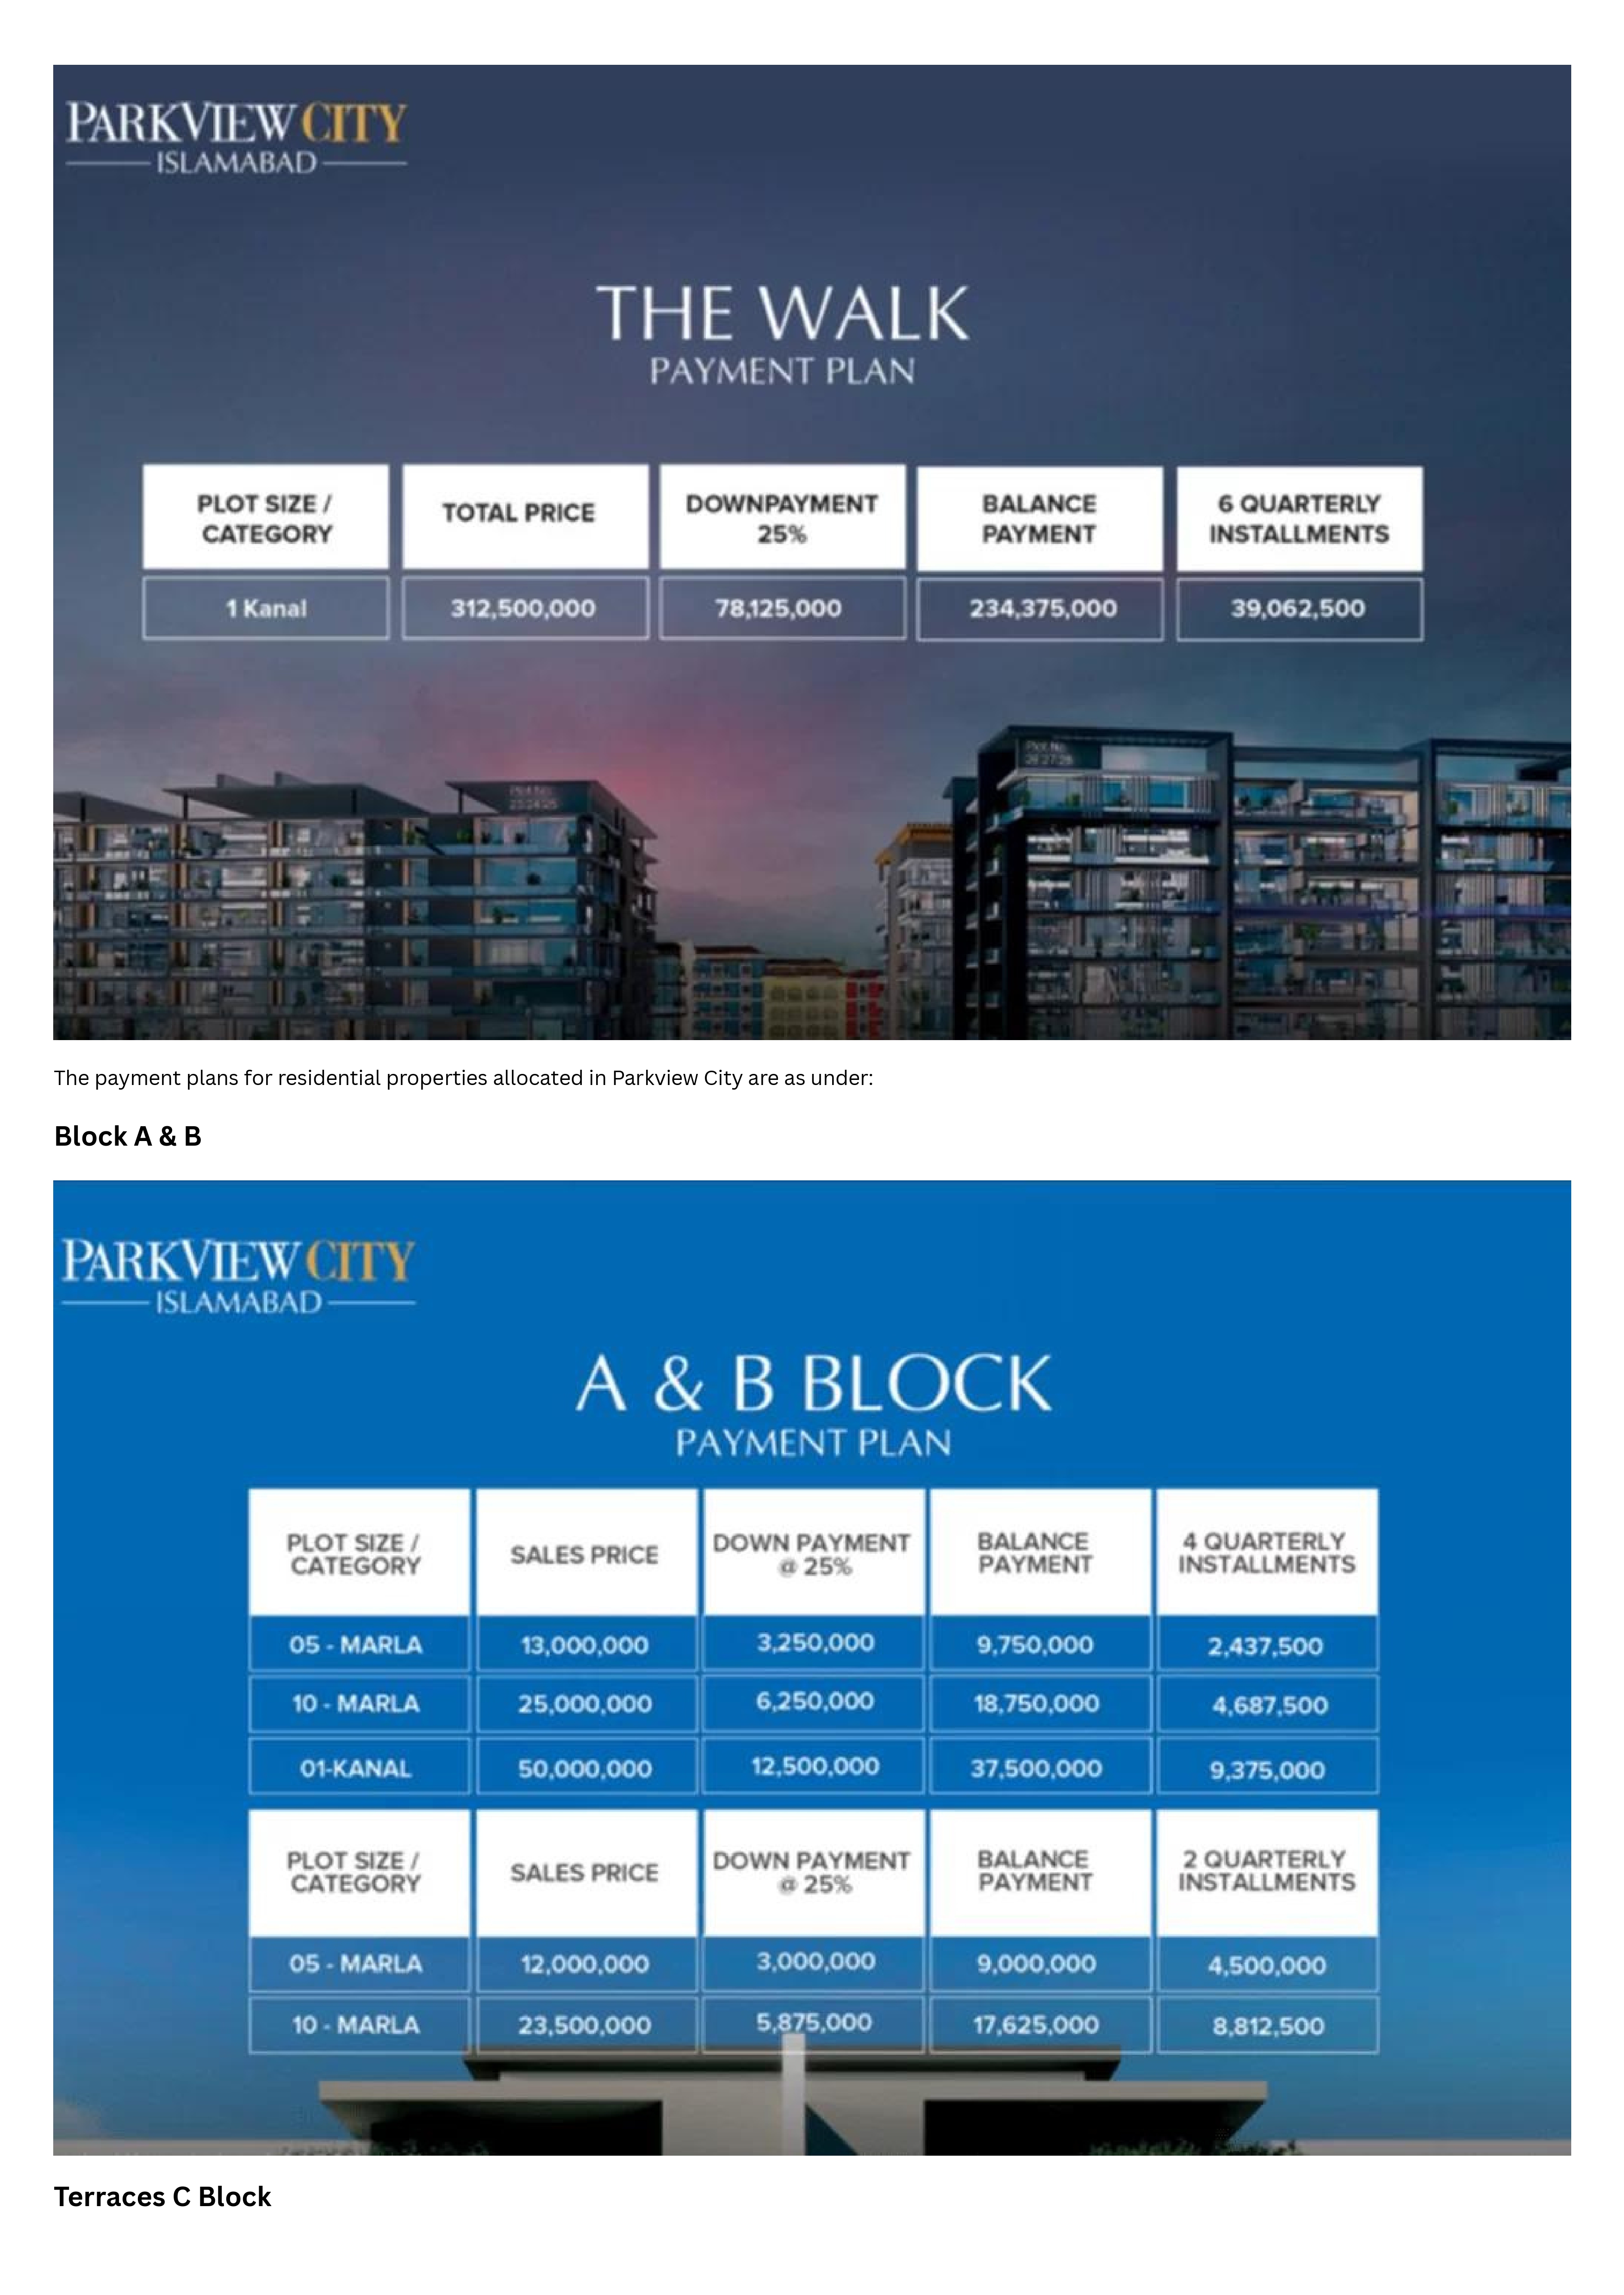 PARKVIEW CITY
ISLAMABAD
THE WALK
PAYMENT PLAN
PLOT SIZE / CATEGORY TOTAL PRICE DOWNPAYMENT 25% BALANCE PAYMENT 6 QUARTERLY INSTALLMENTS
1 Kanal 312,500,000 78,125,000 234,375,000 39,062,500
The payment plans for residential properties allocated in Parkview City are as under:
Block A & B
PARKVIEW CITY
ISLAMABAD
A & B BLOCK
PAYMENT PLAN
PLOT SIZE / CATEGORY SALES PRICE DOWN PAYMENT @ 25% BALANCE PAYMENT 4 QUARTERLY INSTALLMENTS
05 - MARLA 13,000,000 3,250,000 9,750,000 2,437,500
10 - MARLA 25,000,000 6,250,000 18,750,000 4,687,500
01-KANAL 50,000,000 12,500,000 37,500,000 9,375,000
PLOT SIZE / CATEGORY SALES PRICE DOWN PAYMENT @ 25% BALANCE PAYMENT 2 QUARTERLY INSTALLMENTS
05 - MARLA 12,000,000 3,000,000 9,000,000 4,500,000
10 - MARLA 23,500,000 5,875,000 17,625,000 8,812,500
Terraces C Block